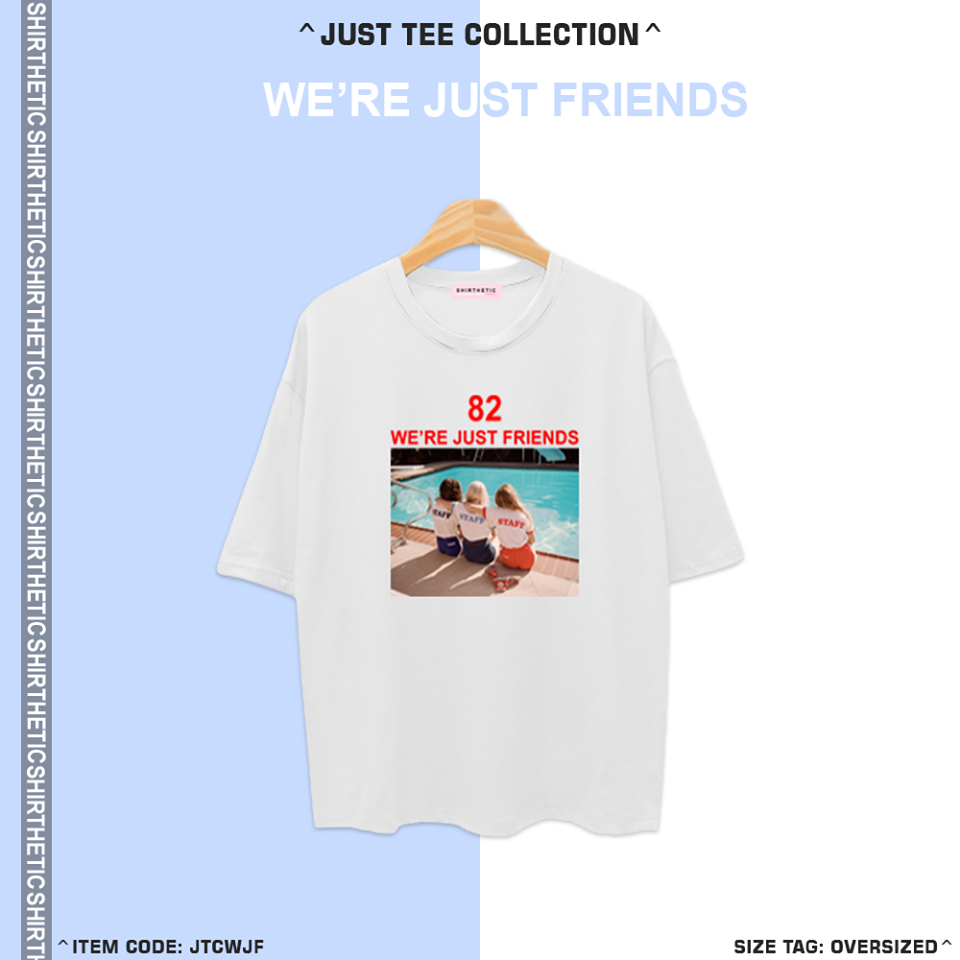 ^JUST TEE COLLECTION^
WE'RE JUST FRIENDS
SHIRTHETICSHIRTHETICSHIRTHETICSHIRTHETICSHIRTHETICSHIRTHETICSHIRTHETICSHIRT
SHIRTHETIC
82
WE'RE JUST FRIENDS
STAFF STAFF STAFF
^ITEM CODE: JTCWJF
SIZE TAG: OVERSIZED^